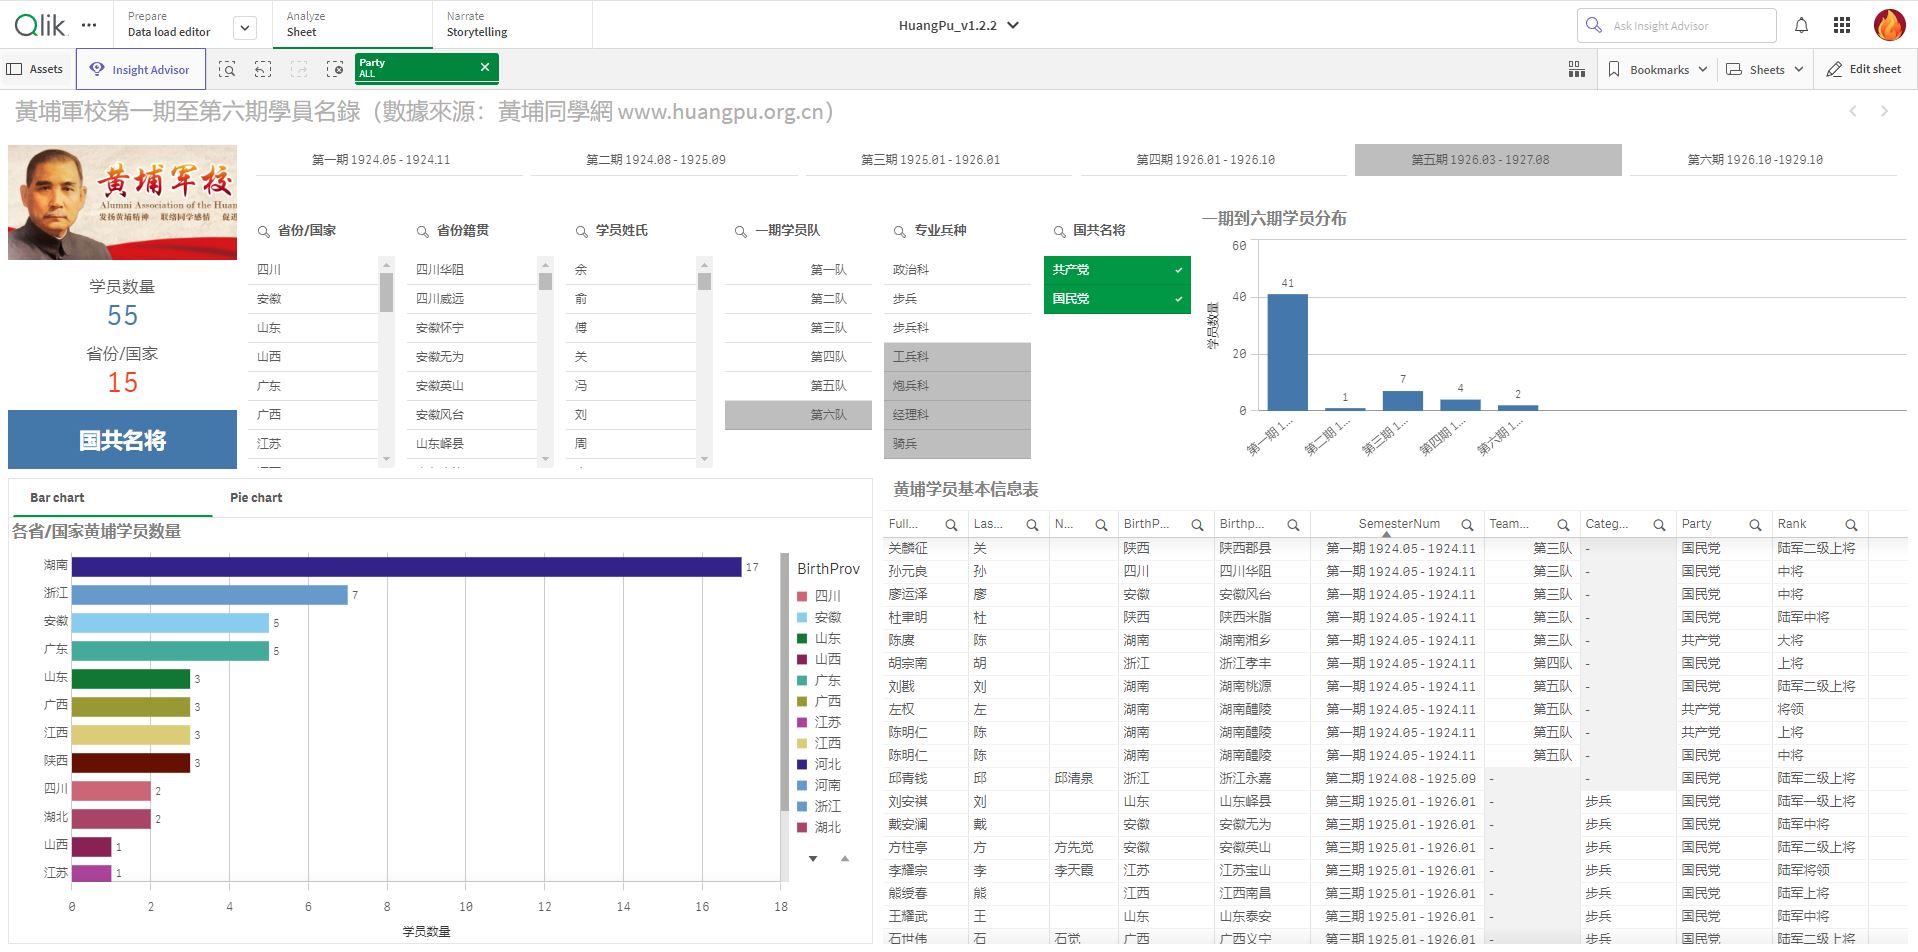 Qlik
Prepare
Data load editor
Analyze
Sheet
Narrate
Storytelling
HuangPu_v1.2.2
Ask Insight Advisor
Assets
Insight Advisor
Party
ALL
Bookmarks
Sheets
Edit sheet
黃埔軍校第一期至第六期學員名錄（數據來源：黃埔同學網 www.huangpu.org.cn）
黄埔军校
Alumni Association of the Huan
发扬黄埔精神 联络同学感情 促进
第一期 1924.05 - 1924.11
第二期 1924.08 - 1925.09
第三期 1925.01 - 1926.01
第四期 1926.01 - 1926.10
第五期 1926.03 - 1927.08
第六期 1926.10 -1929.10
学员数量
55
省份/国家
15
国共名将
省份/国家
四川
安徽
山东
山西
广东
广西
江苏
省份籍贯
四川华阳
四川威远
安徽怀宁
安徽无为
安徽英山
安徽风台
山东峄县
学员姓氏
余
俞
傅
关
冯
刘
周
一期学员队
第一队
第二队
第三队
第四队
第五队
第六队
专业兵种
政治科
步兵
步兵科
工兵科
炮兵科
经理科
骑兵
国共名将
共产党
国民党
一期到六期学员分布
学员数量
60
40
20
0
41
1
7
4
2
第一期 1...
第二期 1...
第三期 1...
第四期 1...
第六期 1...
Bar chart
Pie chart
各省/国家黄埔学员数量
湖南 17
浙江 7
安徽 5
广东 5
山东 3
广西 3
江西 3
陕西 3
四川 2
湖北 2
山西 1
江苏 1
0 2 4 6 8 10 12 14 16 18
学员数量
BirthProv
四川
安徽
山东
山西
广东
广西
江苏
江西
河北
河南
浙江
湖北
黄埔学员基本信息表
Full... Las... N... BirthP... Birthp... SemesterNum Team... Categ... Party Rank
关麟征 关 陕西 陕西鄠县 第一期 1924.05 - 1924.11 第三队 - 国民党 陆军二级上将
孙元良 孙 四川 四川华阳 第一期 1924.05 - 1924.11 第三队 - 国民党 中将
廖运泽 廖 安徽 安徽风台 第一期 1924.05 - 1924.11 第三队 - 国民党 中将
杜聿明 杜 陕西 陕西米脂 第一期 1924.05 - 1924.11 第三队 - 国民党 陆军中将
陈赓 陈 湖南 湖南湘乡 第一期 1924.05 - 1924.11 第三队 - 共产党 大将
胡宗南 胡 浙江 浙江孝丰 第一期 1924.05 - 1924.11 第四队 - 国民党 上将
刘戡 刘 湖南 湖南桃源 第一期 1924.05 - 1924.11 第五队 - 国民党 陆军二级上将
左权 左 湖南 湖南醴陵 第一期 1924.05 - 1924.11 第五队 - 共产党 将领
陈明仁 陈 湖南 湖南醴陵 第一期 1924.05 - 1924.11 第五队 - 共产党 上将
陈明仁 陈 湖南 湖南醴陵 第一期 1924.05 - 1924.11 第五队 - 国民党 中将
邱青钱 邱 邱清泉 浙江 浙江永嘉 第二期 1924.08 - 1925.09 - - 国民党 陆军二级上将
刘安祺 刘 山东 山东峄县 第三期 1925.01 - 1926.01 - 步兵 国民党 陆军一级上将
戴安澜 戴 安徽 安徽无为 第三期 1925.01 - 1926.01 - 步兵 国民党 陆军中将
方柱亭 方 方先觉 安徽 安徽英山 第三期 1925.01 - 1926.01 - 步兵 国民党 陆军二级上将
李耀宗 李 李天霞 江苏 江苏宝山 第三期 1925.01 - 1926.01 - 步兵 国民党 陆军将领
熊绶春 熊 江西 江西南昌 第三期 1925.01 - 1926.01 - 步兵 国民党 陆军上将
王耀武 王 山东 山东泰安 第三期 1925.01 - 1926.01 - 步兵 国民党 陆军中将
石世伟 石 石觉 广西 广西义宁 第三期 1925.01 - 1926.01 - 步兵 国民党 陆军二级上将